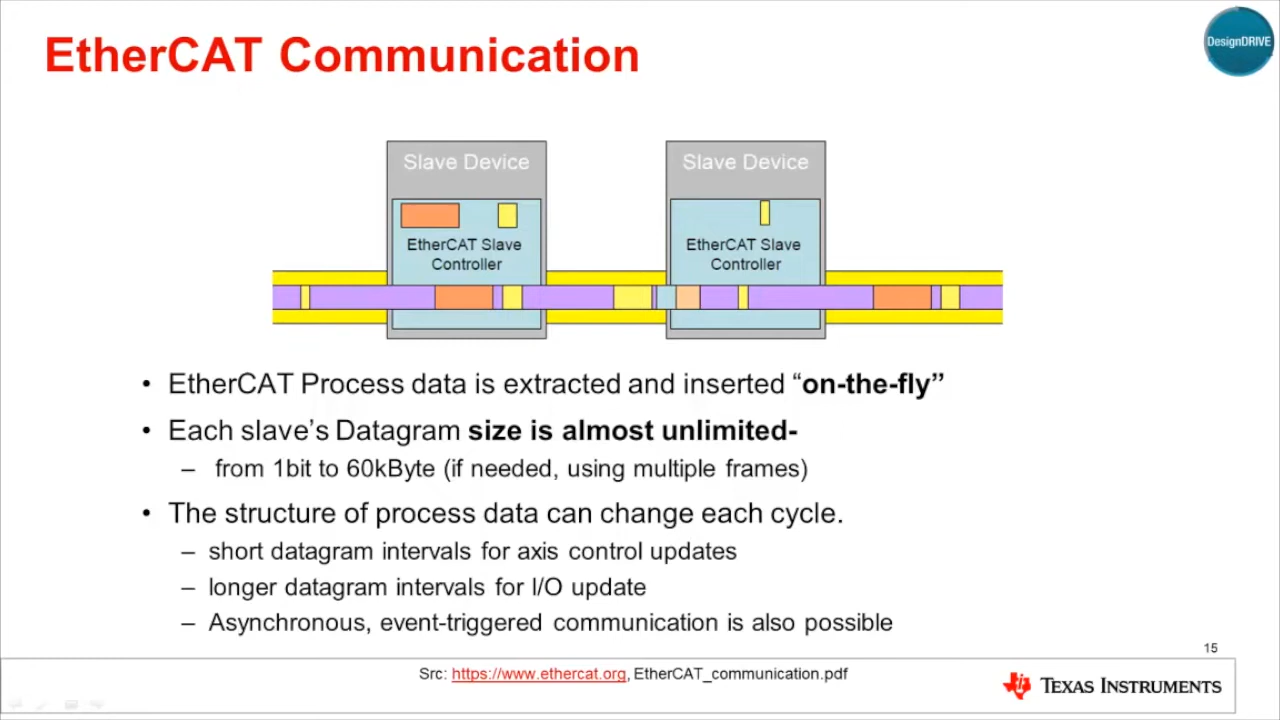 EtherCAT Communication
DesignDRIVE
Slave Device
EtherCAT Slave
Controller
Slave Device
EtherCAT Slave
Controller
• EtherCAT Process data is extracted and inserted “on-the-fly”
• Each slave’s Datagram size is almost unlimited-
– from 1bit to 60kByte (if needed, using multiple frames)
• The structure of process data can change each cycle.
– short datagram intervals for axis control updates
– longer datagram intervals for I/O update
– Asynchronous, event-triggered communication is also possible
15
Src: https://www.ethercat.org, EtherCAT_communication.pdf
TEXAS INSTRUMENTS